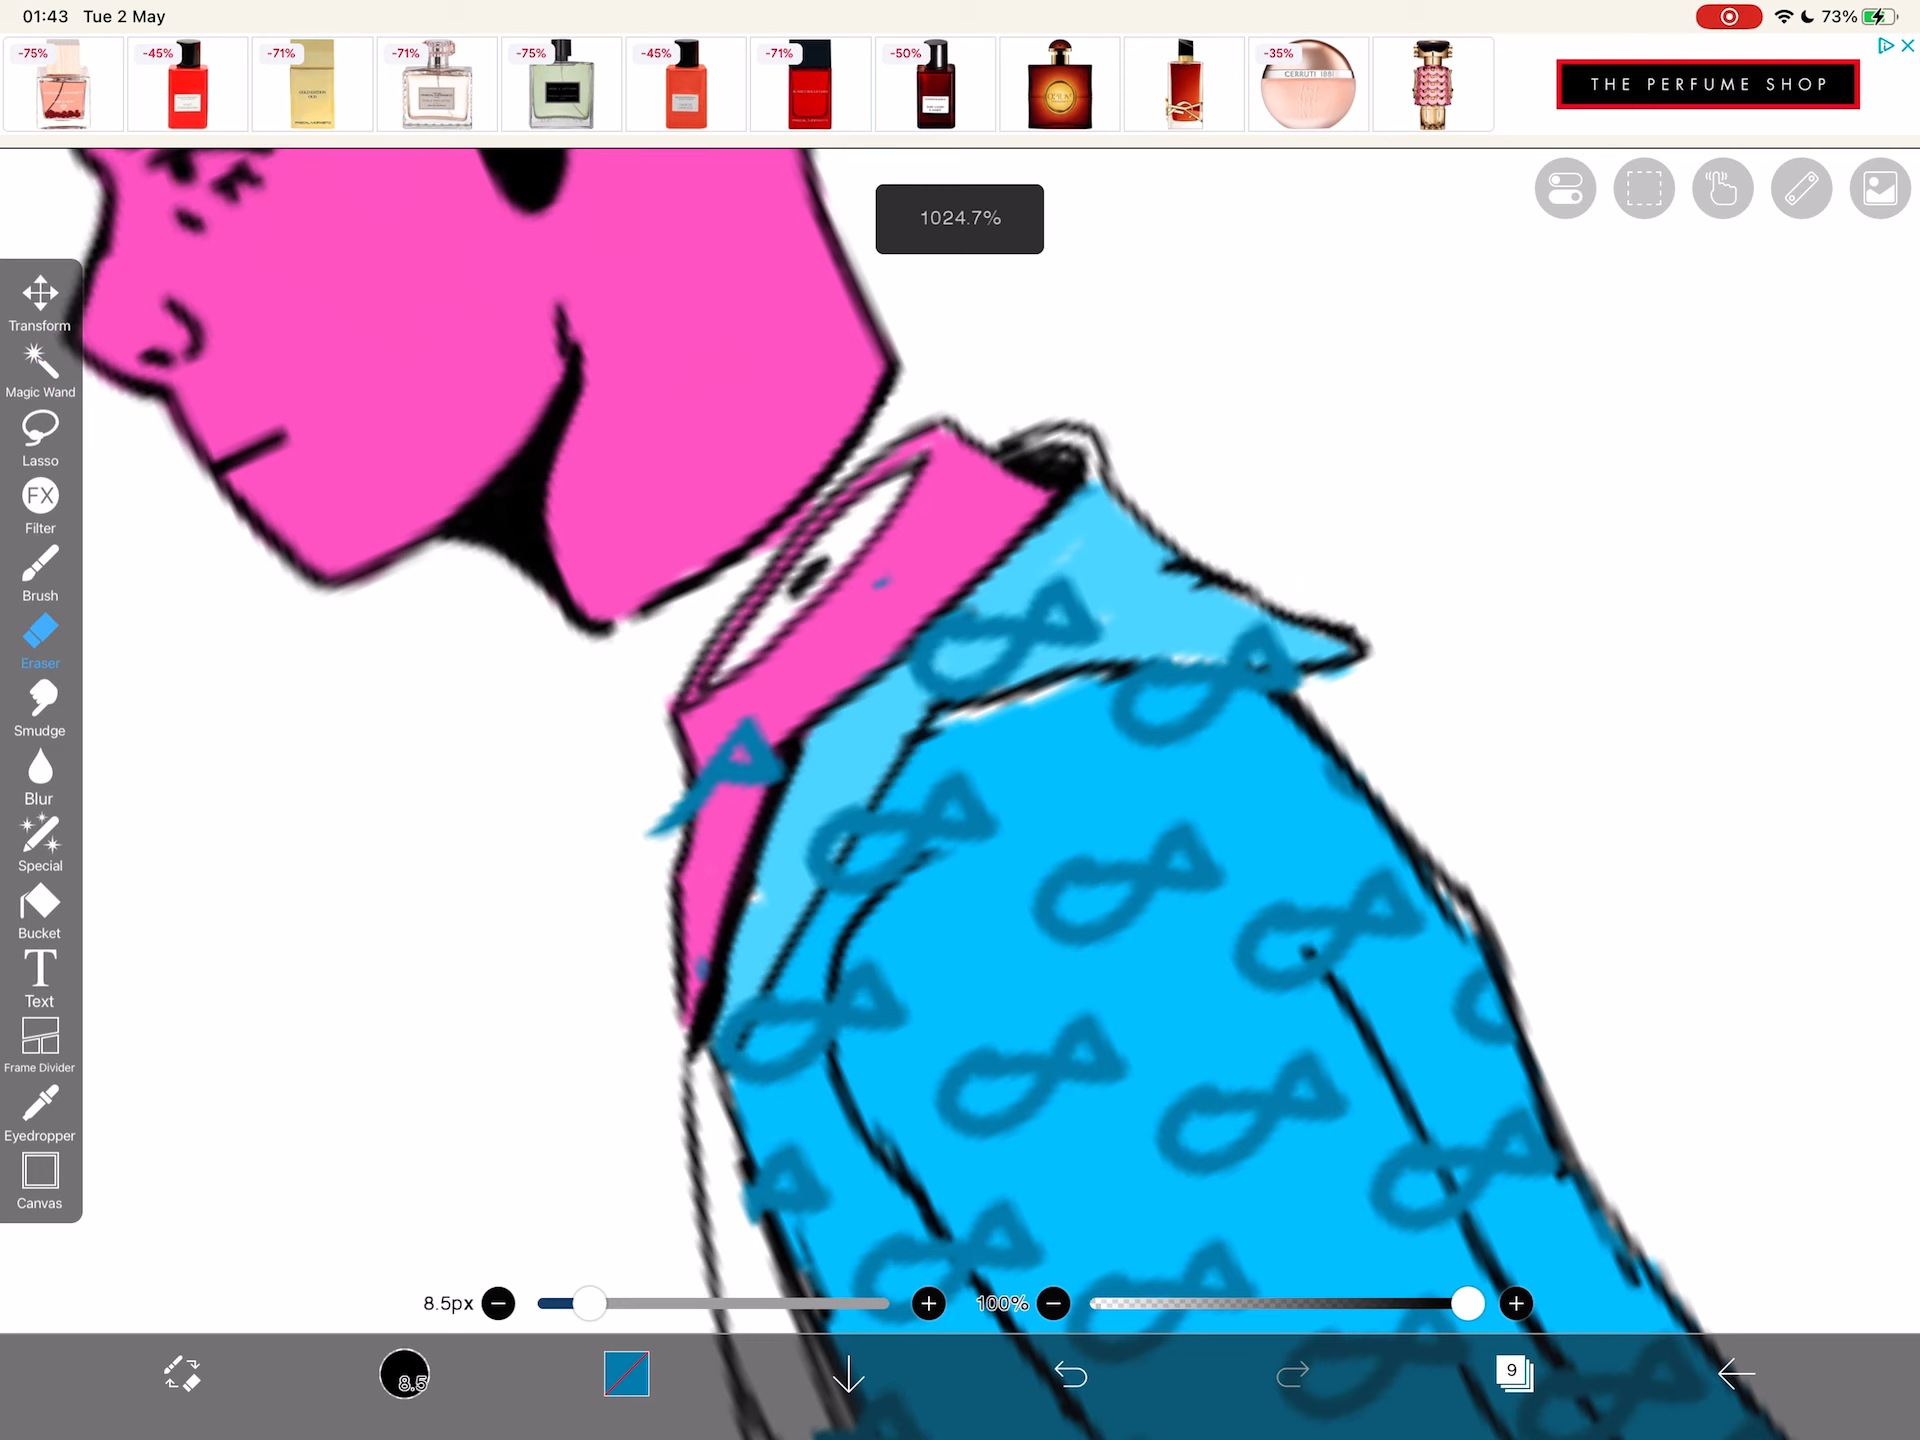 01:43 Tue 2 May
73%
-75%
-45%
-71%
-71%
-75%
-45%
-71%
-50%
-35%
CERRUTI 1881
THE PERFUME SHOP
1024.7%
Transform
Magic Wand
Lasso
FX
Filter
Brush
Eraser
Smudge
Blur
Special
Bucket
T
Text
Frame Divider
Eyedropper
Canvas
8.5px
100%
8.5
9